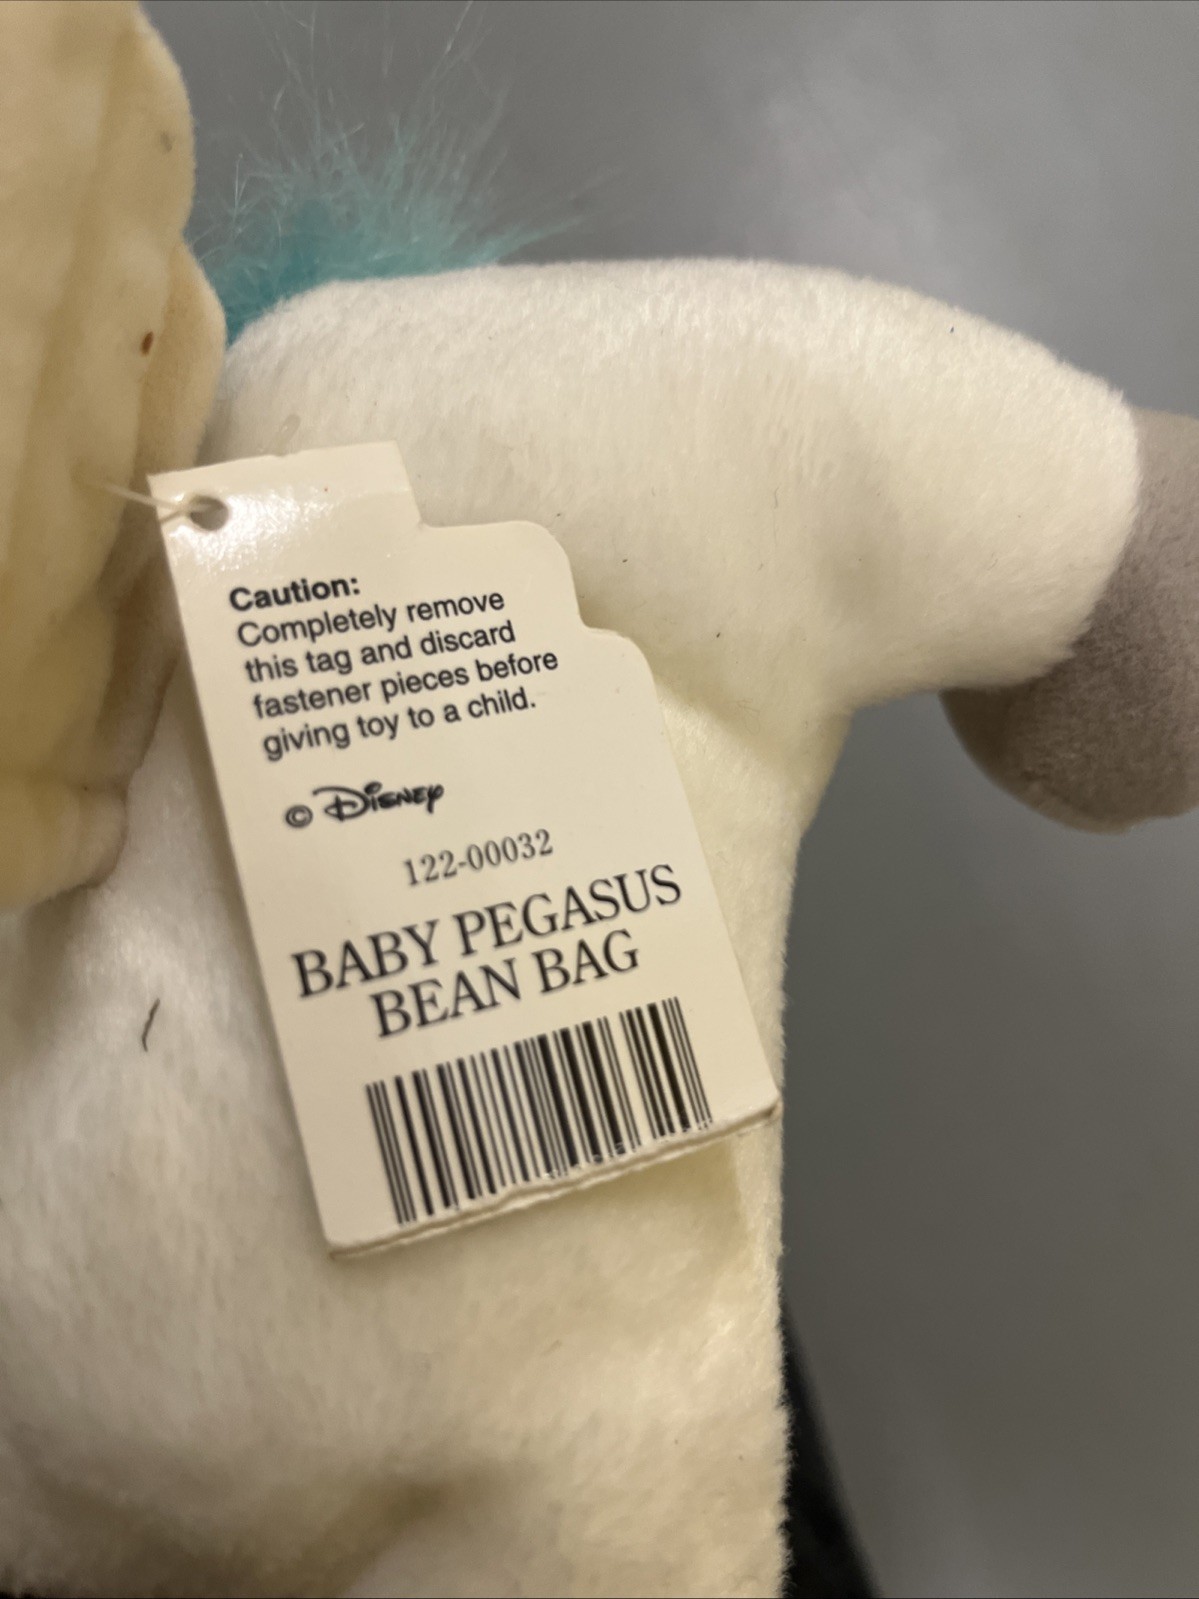 Caution:
Completely remove
this tag and discard
fastener pieces before
giving toy to a child.
© Disney
122-00032
BABY PEGASUS
BEAN BAG